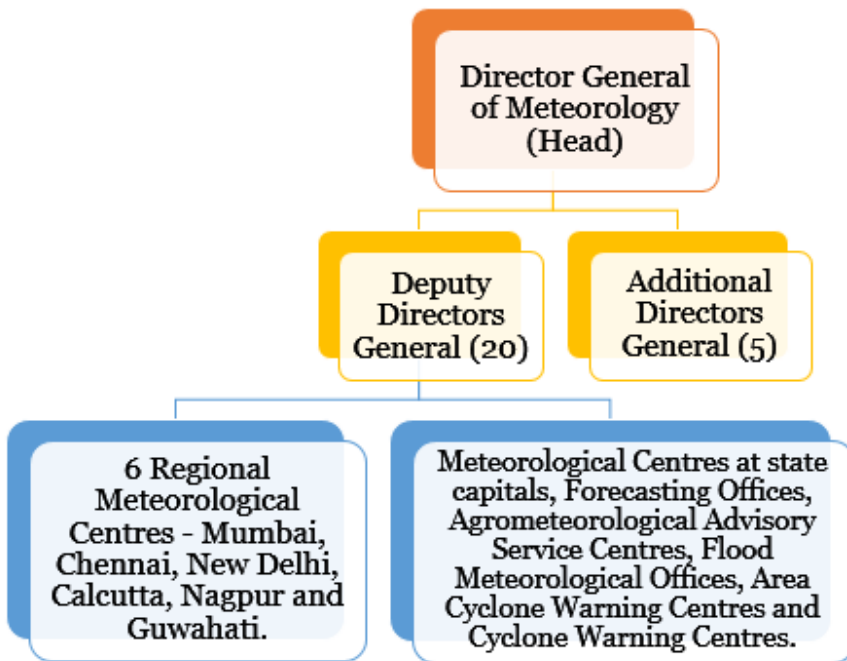 Director General
of Meteorology
(Head)
Deputy
Directors
General (20)
Additional
Directors
General (5)
6 Regional
Meteorological
Centres - Mumbai,
Chennai, New Delhi,
Calcutta, Nagpur and
Guwahati.
Meteorological Centres at state
capitals, Forecasting Offices,
Agrometeorological Advisory
Service Centres, Flood
Meteorological Offices, Area
Cyclone Warning Centres and
Cyclone Warning Centres.